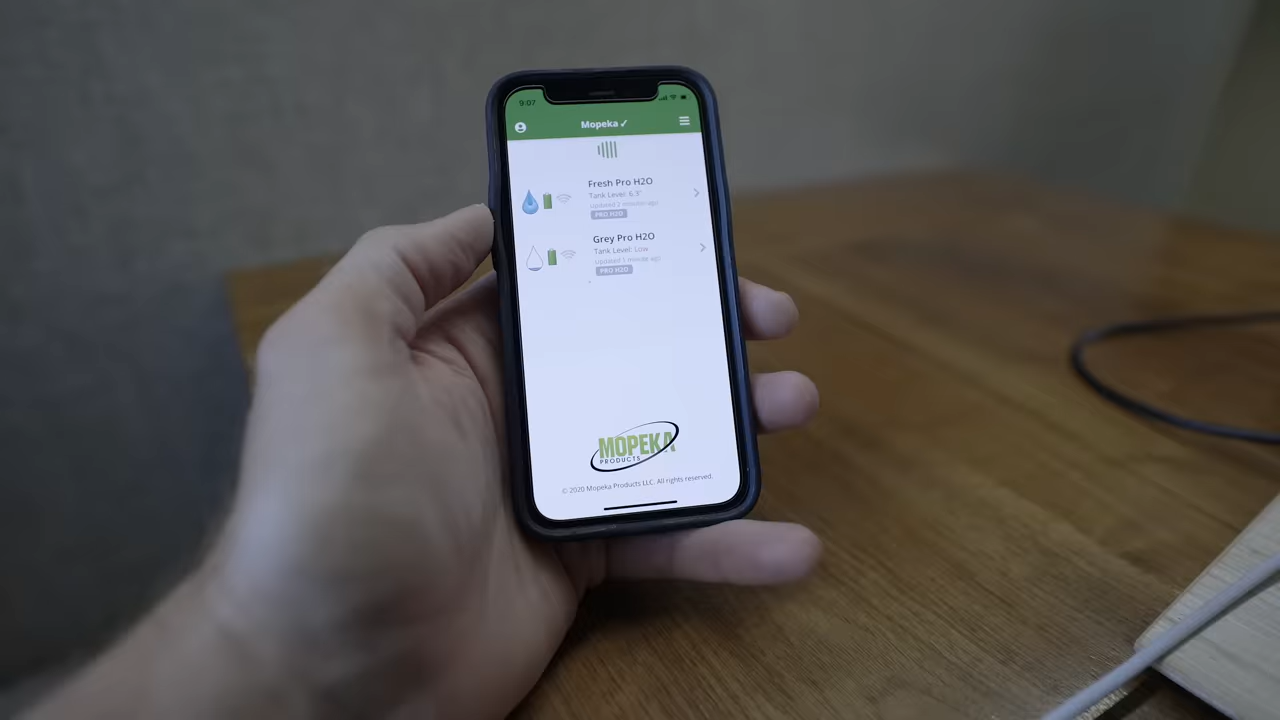 9:07
Mopeka ✓
Fresh Pro H2O
Tank Level: 6.3"
updated 1 minute ago
PRO H2O
Grey Pro H2O
Tank Level: Low
Updated 1 minute ago
PRO H2O
MOPEKA
PRODUCTS
© 2020 Mopeka Products LLC. All rights reserved.